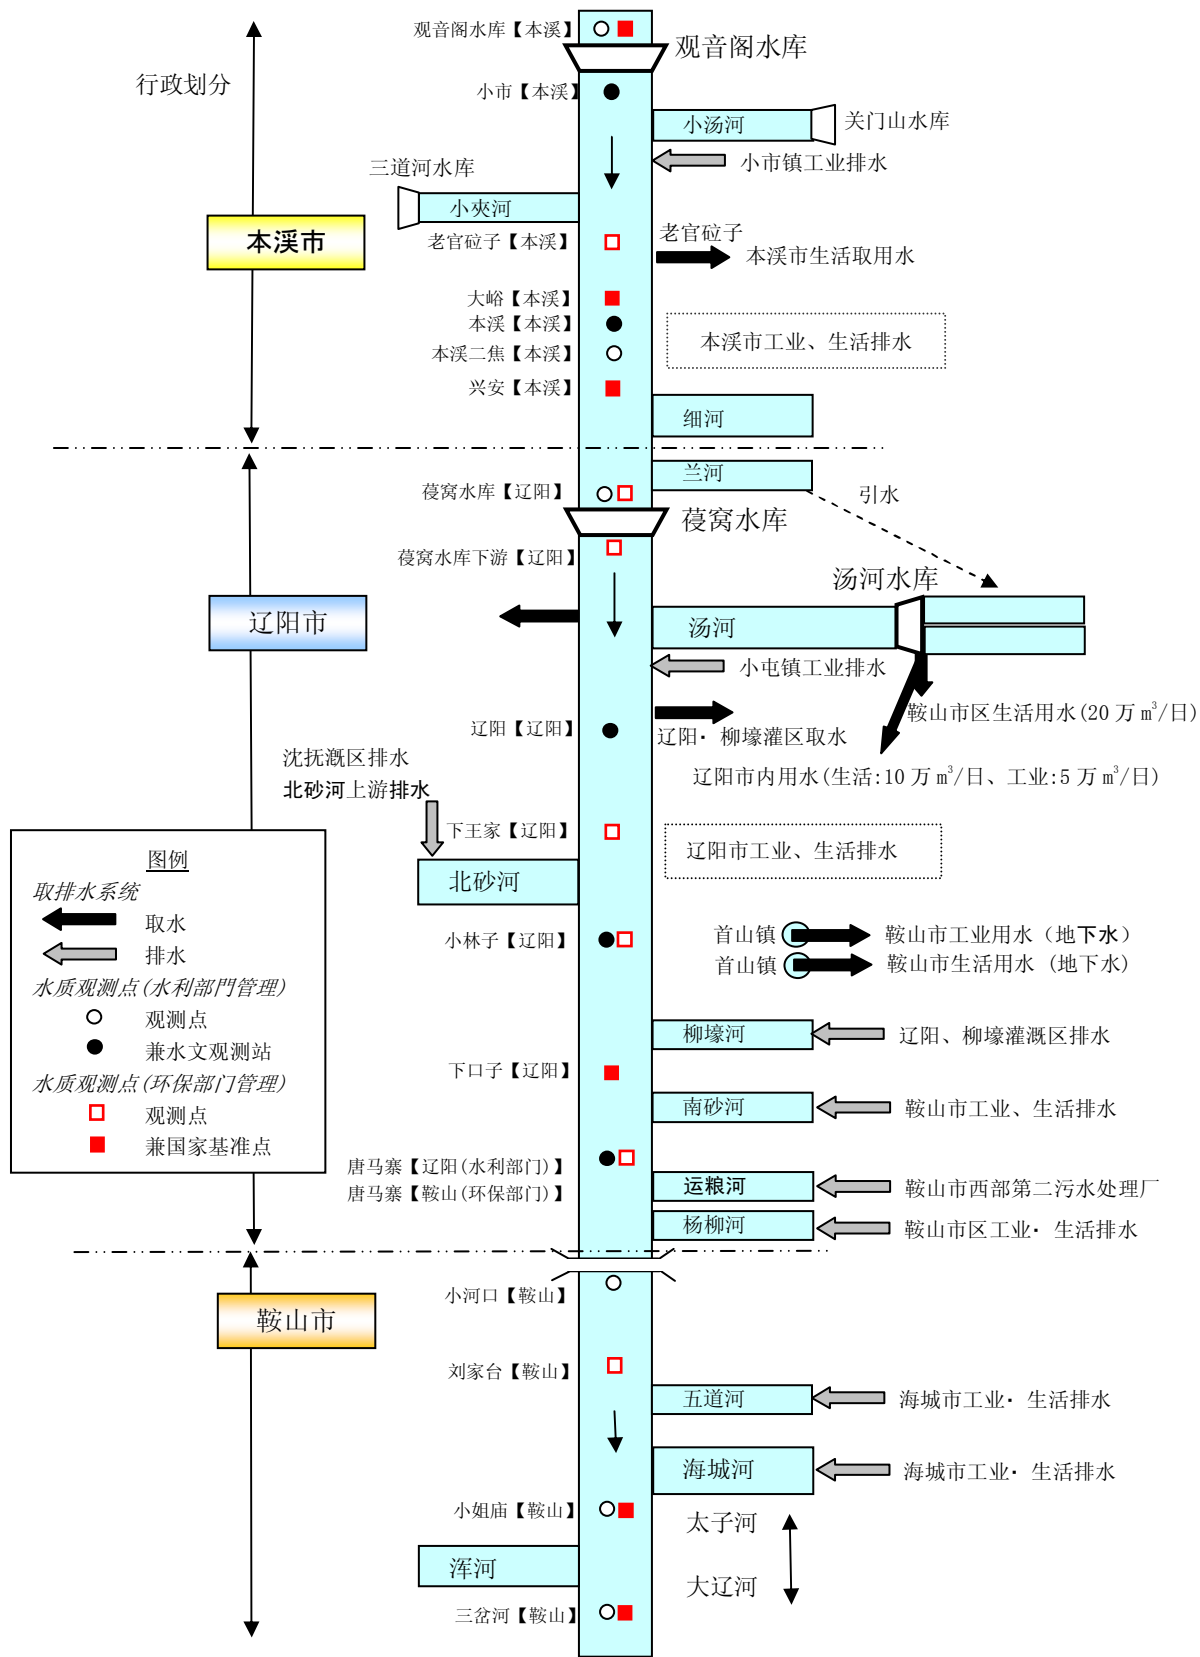 观音阁水库【本溪】
观音阁水库
行政划分
小市【本溪】
小汤河
关门山水库
小市镇工业排水
三道河水库
小夾河
本溪市
老官砬子【本溪】
老官砬子
本溪市生活取用水
大峪【本溪】
本溪【本溪】
本溪市工业、生活排水
本溪二焦【本溪】
兴安【本溪】
细河
兰河
葠窝水库【辽阳】
引水
葠窝水库
葠窝水库下游【辽阳】
汤河水库
辽阳市
汤河
小屯镇工业排水
鞍山市区生活用水(20万m³/日)
辽阳【辽阳】
辽阳·柳壕灌区取水
沈抚溉区排水
辽阳市内用水(生活:10万m³/日、工业:5万m³/日)
北砂河上游排水
下王家【辽阳】
辽阳市工业、生活排水
北砂河
图例
取排水系统
取水
排水
水质观测点(水利部門管理)
观测点
兼水文观测站
水质观测点(环保部门管理)
观测点
兼国家基准点
小林子【辽阳】
首山镇
鞍山市工业用水（地下水）
首山镇
鞍山市生活用水 (地下水)
柳壕河
辽阳、柳壕灌溉区排水
下口子【辽阳】
南砂河
鞍山市工业、生活排水
唐马寨【辽阳(水利部门)】
唐马寨【鞍山(环保部门)】
运粮河
鞍山市西部第二污水处理厂
杨柳河
鞍山市区工业·生活排水
小河口【鞍山】
鞍山市
刘家台【鞍山】
五道河
海城市工业·生活排水
海城河
海城市工业·生活排水
小姐庙【鞍山】
太子河
浑河
大辽河
三岔河【鞍山】